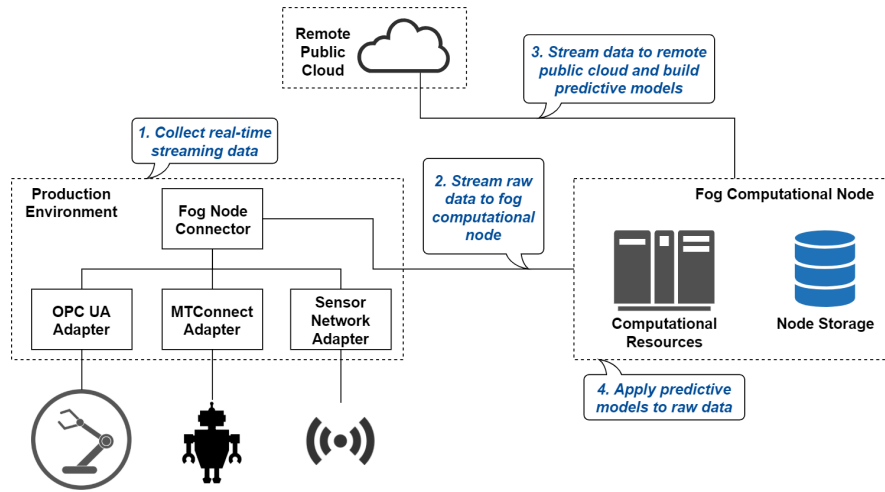 Remote
Public
Cloud
3. Stream data to remote
public cloud and build
predictive models
1. Collect real-time
streaming data
Production
Environment
Fog Node
Connector
2. Stream raw
data to fog
computational
node
Fog Computational Node
OPC UA
Adapter
MTConnect
Adapter
Sensor
Network
Adapter
Computational
Resources
Node Storage
4. Apply predictive
models to raw data